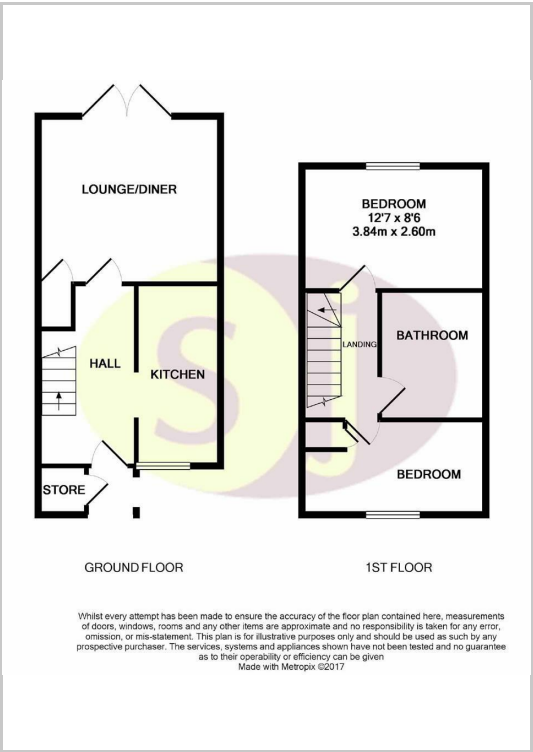 LOUNGE/DINER
HALL
KITCHEN
STORE
GROUND FLOOR
BEDROOM
12'7 x 8'6
3.84m x 2.60m
LANDING
BATHROOM
BEDROOM
1ST FLOOR
sj
Whilst every attempt has been made to ensure the accuracy of the floor plan contained here, measurements
of doors, windows, rooms and any other items are approximate and no responsibility is taken for any error,
omission, or mis-statement. This plan is for illustrative purposes only and should be used as such by any
prospective purchaser. The services, systems and appliances shown have not been tested and no guarantee
as to their operability or efficiency can be given
Made with Metropix ©2017